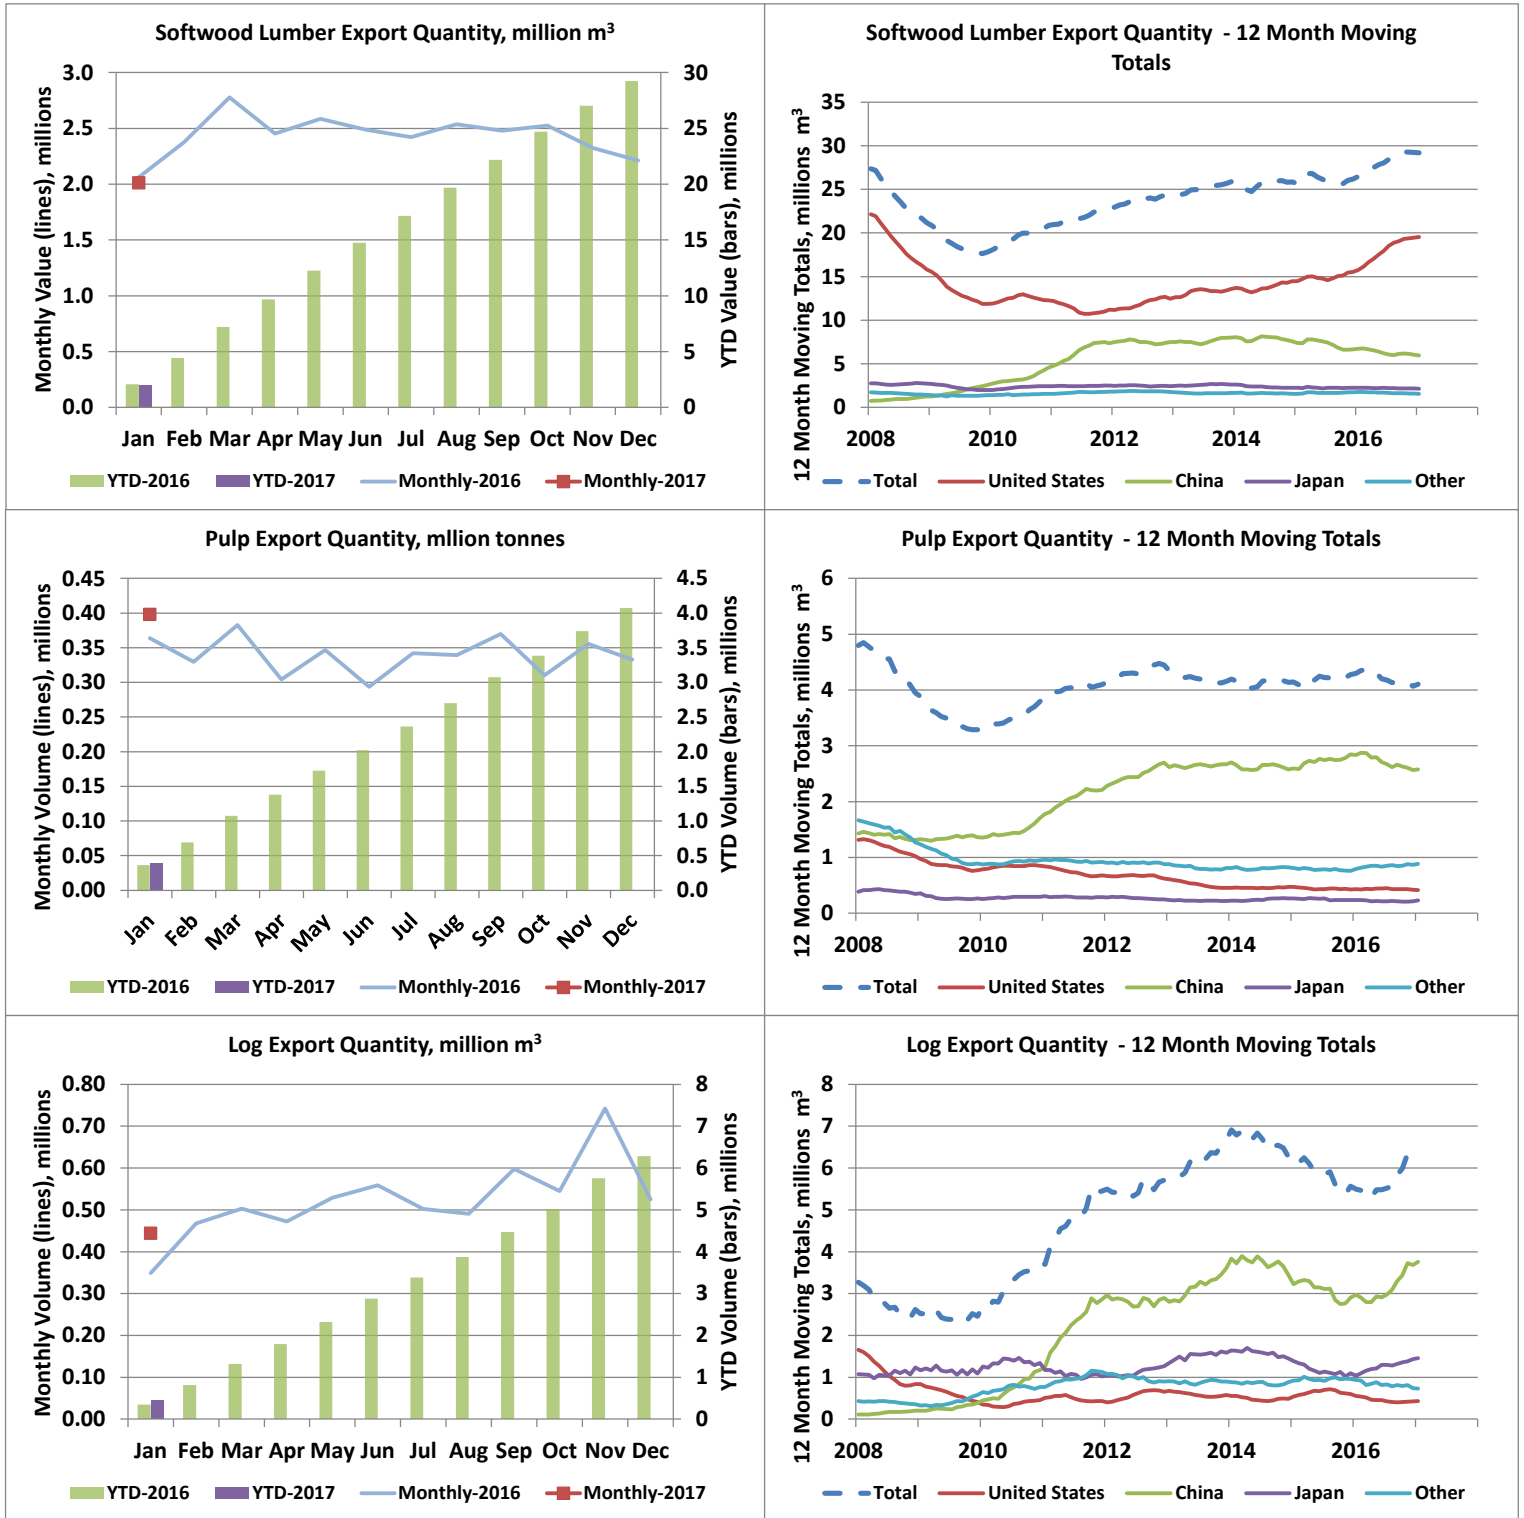 Softwood Lumber Export Quantity, million m³
Monthly Value (lines), millions
3.0
2.5
2.0
1.5
1.0
0.5
0.0
30
25
20
15
10
5
0
YTD Value (bars), millions
Jan Feb Mar Apr May Jun Jul Aug Sep Oct Nov Dec
YTD-2016 YTD-2017 Monthly-2016 Monthly-2017
Softwood Lumber Export Quantity - 12 Month Moving
Totals
12 Month Moving Totals, millions m³
35
30
25
20
15
10
5
0
2008 2010 2012 2014 2016
Total United States China Japan Other
Pulp Export Quantity, mllion tonnes
Monthly Volume (lines), millions
0.45
0.40
0.35
0.30
0.25
0.20
0.15
0.10
0.05
0.00
4.5
4.0
3.5
3.0
2.5
2.0
1.5
1.0
0.5
0.0
YTD Volume (bars), millions
Jan Feb Mar Apr May Jun Jul Aug Sep Oct Nov Dec
YTD-2016 YTD-2017 Monthly-2016 Monthly-2017
Pulp Export Quantity - 12 Month Moving Totals
12 Month Moving Totals, millions m³
6
5
4
3
2
1
0
2008 2010 2012 2014 2016
Total United States China Japan Other
Log Export Quantity, million m³
Monthly Volume (lines), millions
0.80
0.70
0.60
0.50
0.40
0.30
0.20
0.10
0.00
8
7
6
5
4
3
2
1
0
YTD Volume (bars), millions
Jan Feb Mar Apr May Jun Jul Aug Sep Oct Nov Dec
YTD-2016 YTD-2017 Monthly-2016 Monthly-2017
Log Export Quantity - 12 Month Moving Totals
12 Month Moving Totals, millions m³
8
7
6
5
4
3
2
1
0
2008 2010 2012 2014 2016
Total United States China Japan Other